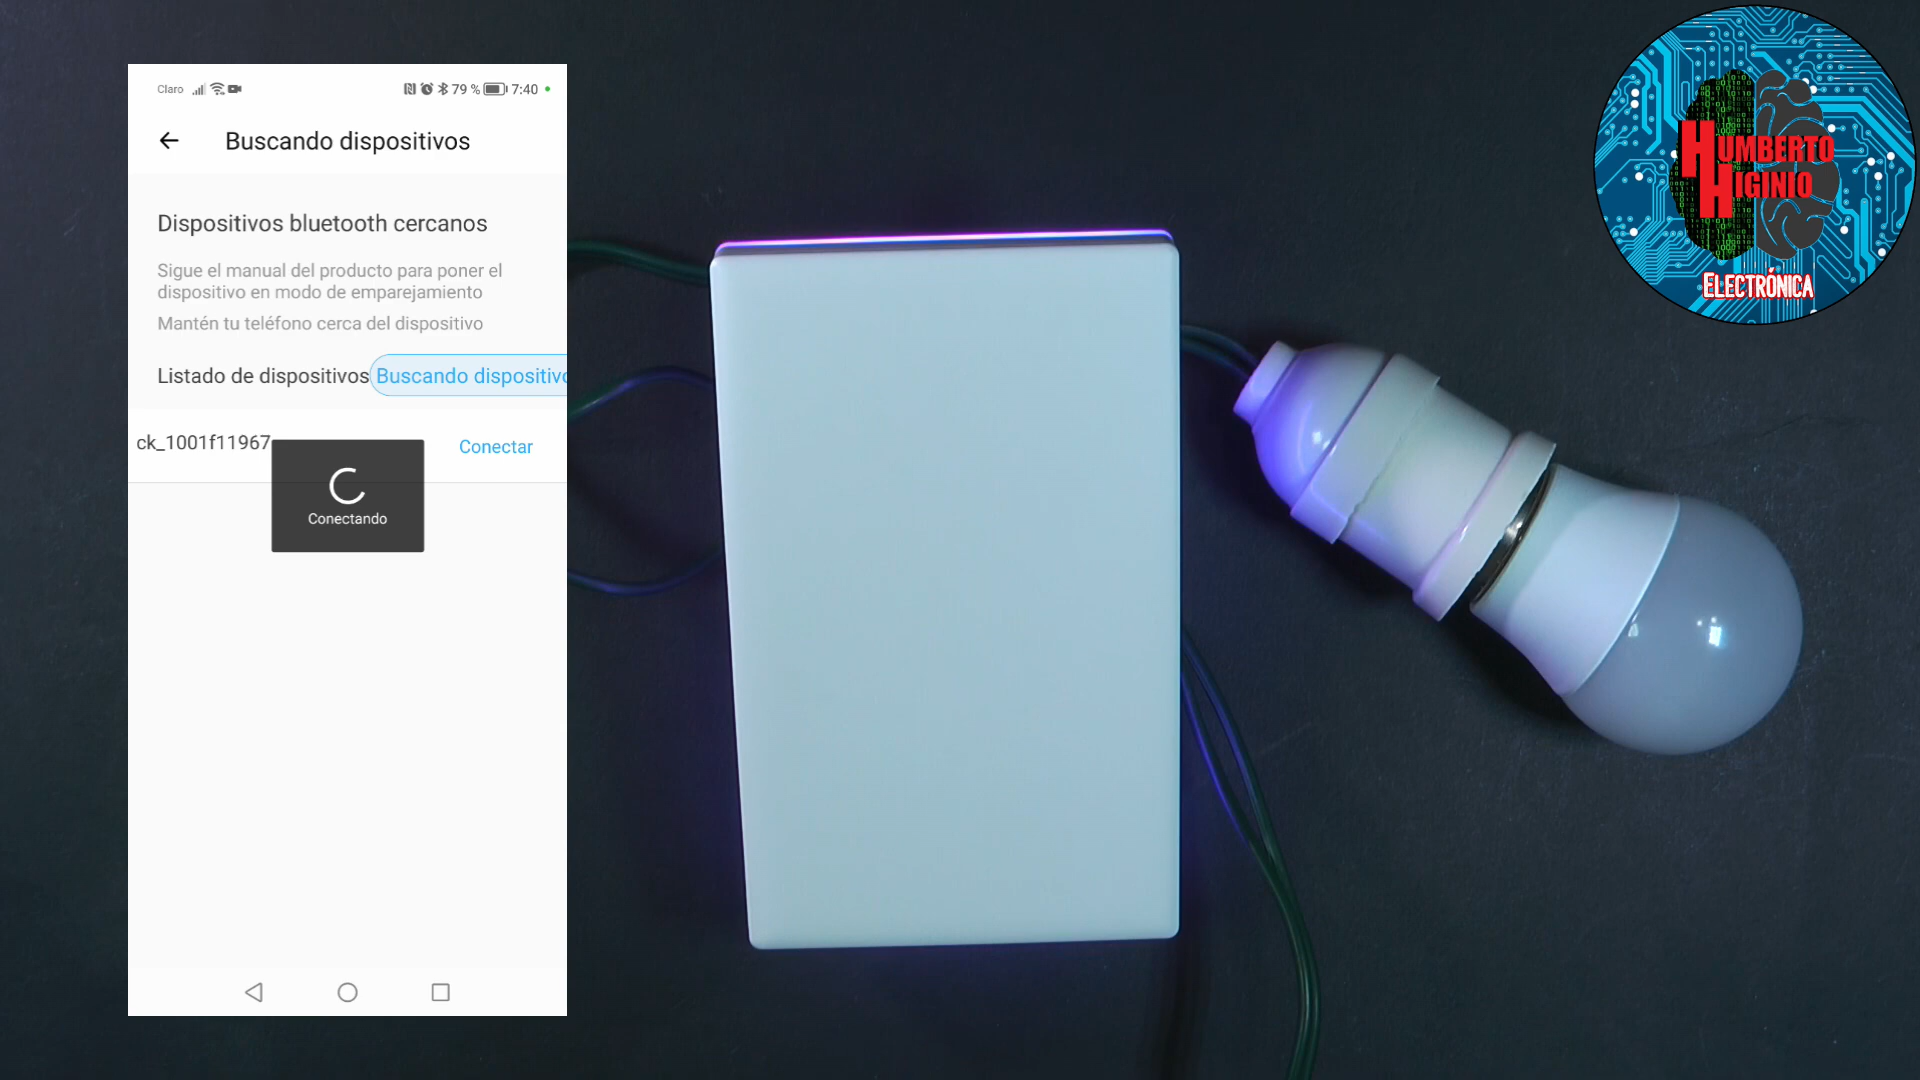 Claro
79 %
7:40
Buscando dispositivos
Dispositivos bluetooth cercanos
Sigue el manual del producto para poner el
dispositivo en modo de emparejamiento
Mantén tu teléfono cerca del dispositivo
Listado de dispositivos
Buscando dispositivo
ck_1001f11967
Conectar
Conectando
HUMBERTO
HIGINIO
ELECTRÓNICA